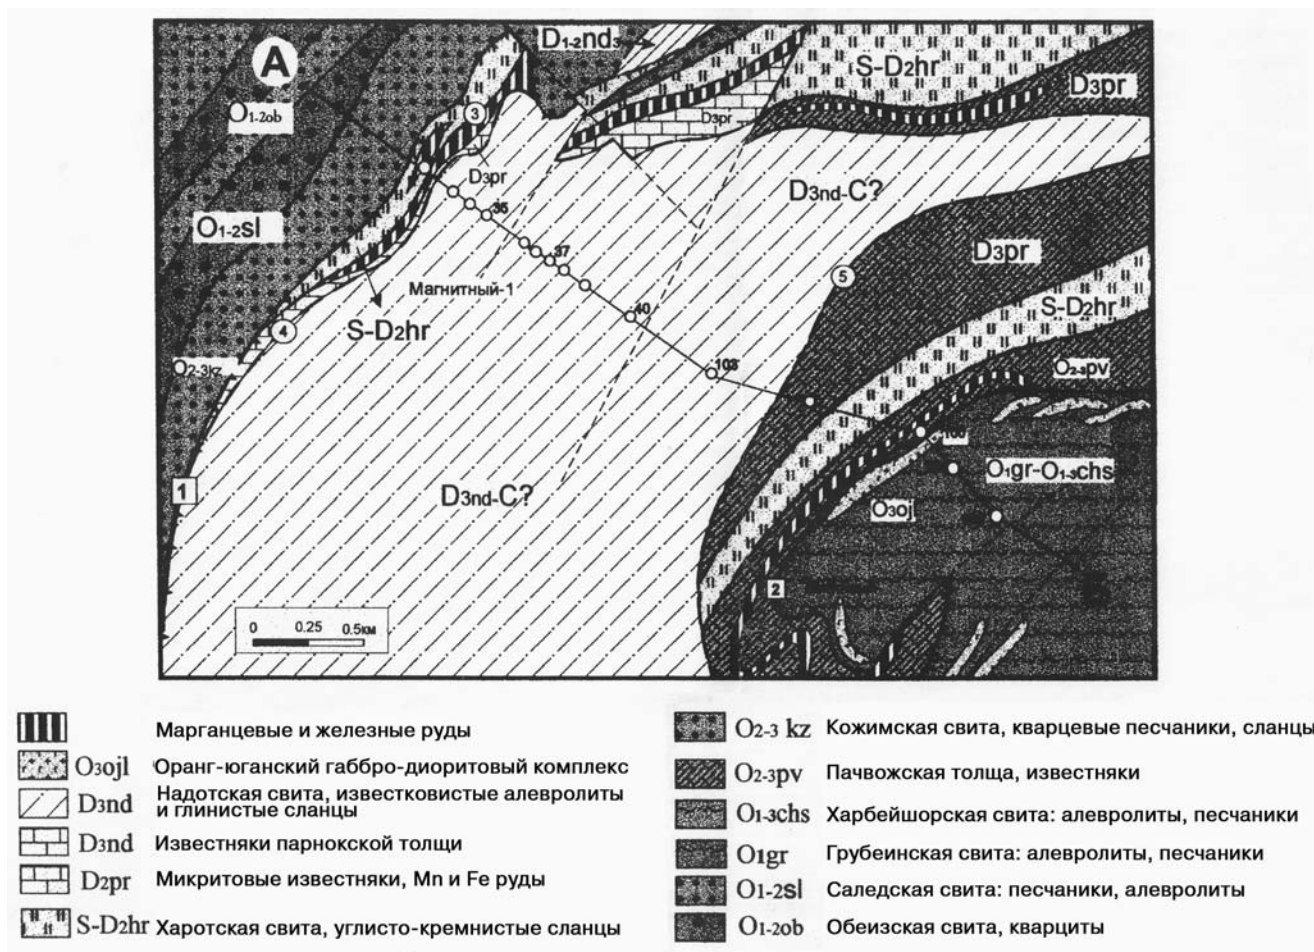 А
D1-2nd3
S-D2hr
D3pr
O1-2ob
3
D3pr
D3pr
D3nd-C?
O1-2sl
35
37
D3pr
5
Магнитный-1
40
S-D2hr
4
S-D2hr
O2-3kz
103
O2-3pv
1
D3nd-C?
O1gr-O1-3chs
O3oj
2
0 0.25 0.5км
Марганцевые и железные руды
O3ojl Оранг-юганский габбро-диоритовый комплекс
D3nd Надотская свита, известковистые алевролиты
и глинистые сланцы
D3nd Известняки парнокской толщи
D2pr Микритовые известняки, Mn и Fe руды
S-D2hr Харотская свита, углисто-кремнистые сланцы
O2-3 kz Кожимская свита, кварцевые песчаники, сланцы
O2-3pv Пачвожская толща, известняки
O1-3chs Харбейшорская свита: алевролиты, песчаники
O1gr Грубеинская свита: алевролиты, песчаники
O1-2sl Саледская свита: песчаники, алевролиты
O1-2ob Обеизская свита, кварциты